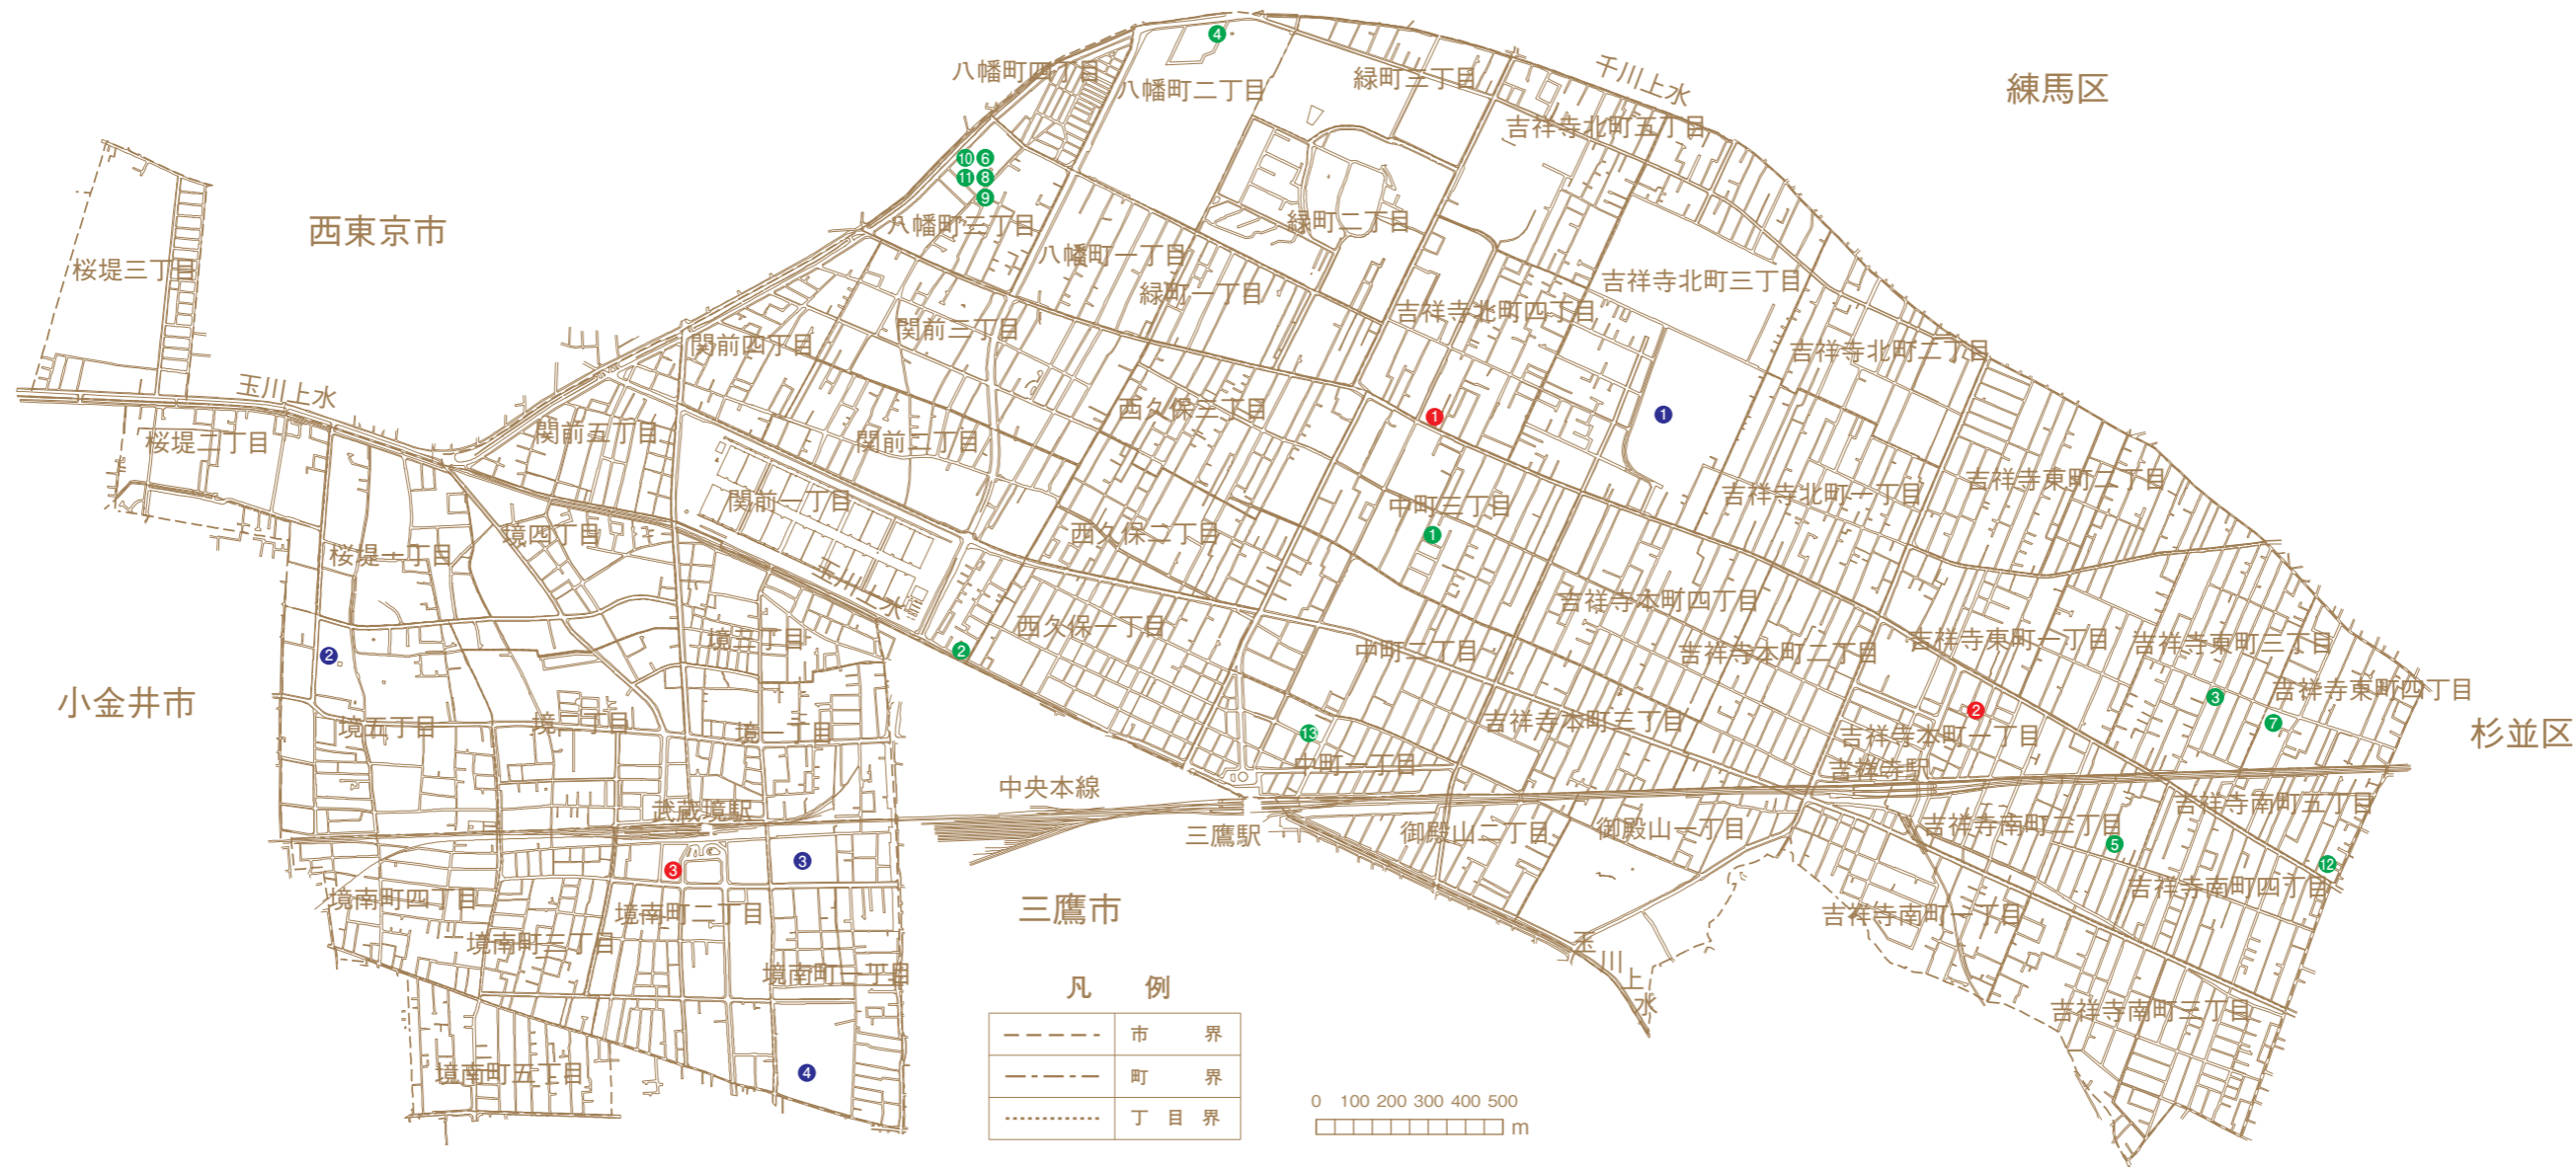 4
千川上水
練馬区
八幡町四丁目
八幡町二丁目
緑町三丁目
吉祥寺北町五丁目
10 6
11 8
9
西東京市
八幡町三丁目
緑町二丁目
桜堤三丁目
八幡町一丁目
緑町一丁目
吉祥寺北町三丁目
吉祥寺北町四丁目
関前四丁目
関前三丁目
吉祥寺北町二丁目
玉川上水
西久保三丁目
1
1
桜堤二丁目
関前五丁目
関前二丁目
吉祥寺東町二丁目
関前一丁目
中町三丁目
吉祥寺北町一丁目
境四丁目
西久保二丁目
1
桜堤一丁目
玉川上水
吉祥寺本町四丁目
境三丁目
西久保一丁目
2
2
中町二丁目
吉祥寺本町二丁目
吉祥寺東町一丁目
吉祥寺東町三丁目
小金井市
3
吉祥寺東町四丁目
境五丁目
境二丁目
境一丁目
13
吉祥寺本町三丁目
2
7
杉並区
吉祥寺本町一丁目
中町一丁目
吉祥寺駅
中央本線
武蔵境駅
三鷹駅
御殿山二丁目
御殿山一丁目
吉祥寺南町二丁目
吉祥寺南町五丁目
5
3
3
12
境南町四丁目
境南町二丁目
三鷹市
吉祥寺南町一丁目
吉祥寺南町四丁目
境南町三丁目
境南町一丁目
玉川上水
吉祥寺南町三丁目
境南町五丁目
4
凡 例
市 界
町 界
丁 目 界
0 100 200 300 400 500
m